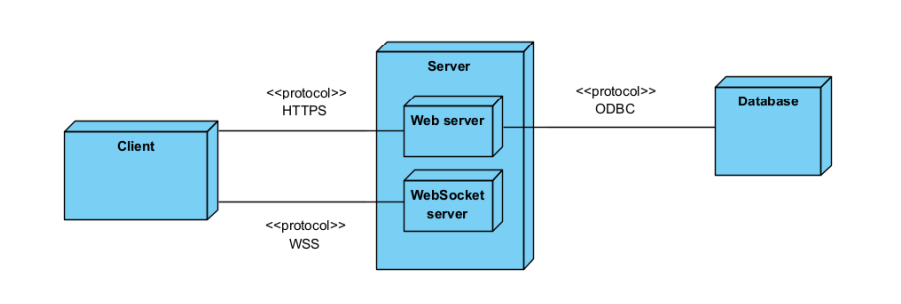 Server
<<protocol>>
HTTPS
<<protocol>>
ODBC
Database
Web server
Client
WebSocket
server
<<protocol>>
WSS